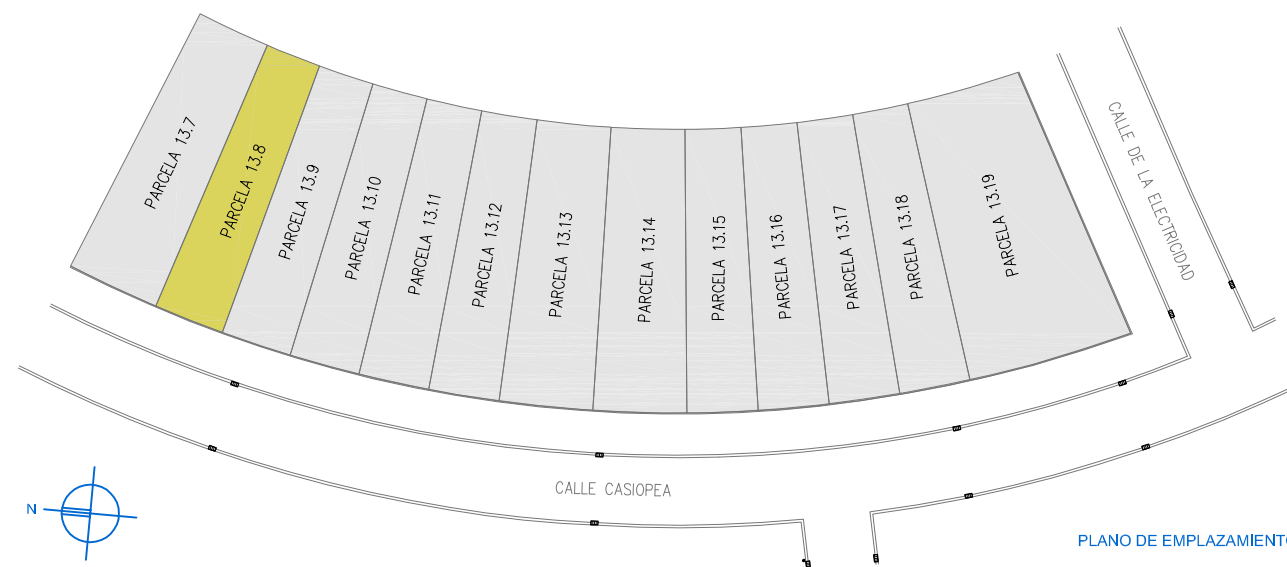 PARCELA 13.7
PARCELA 13.8
PARCELA 13.9
PARCELA 13.10
PARCELA 13.11
PARCELA 13.12
PARCELA 13.13
PARCELA 13.14
PARCELA 13.15
PARCELA 13.16
PARCELA 13.17
PARCELA 13.18
PARCELA 13.19
CALLE DE LA ELECTRICIDAD
CALLE CASIOPEA
N
PLANO DE EMPLAZAMIENTO